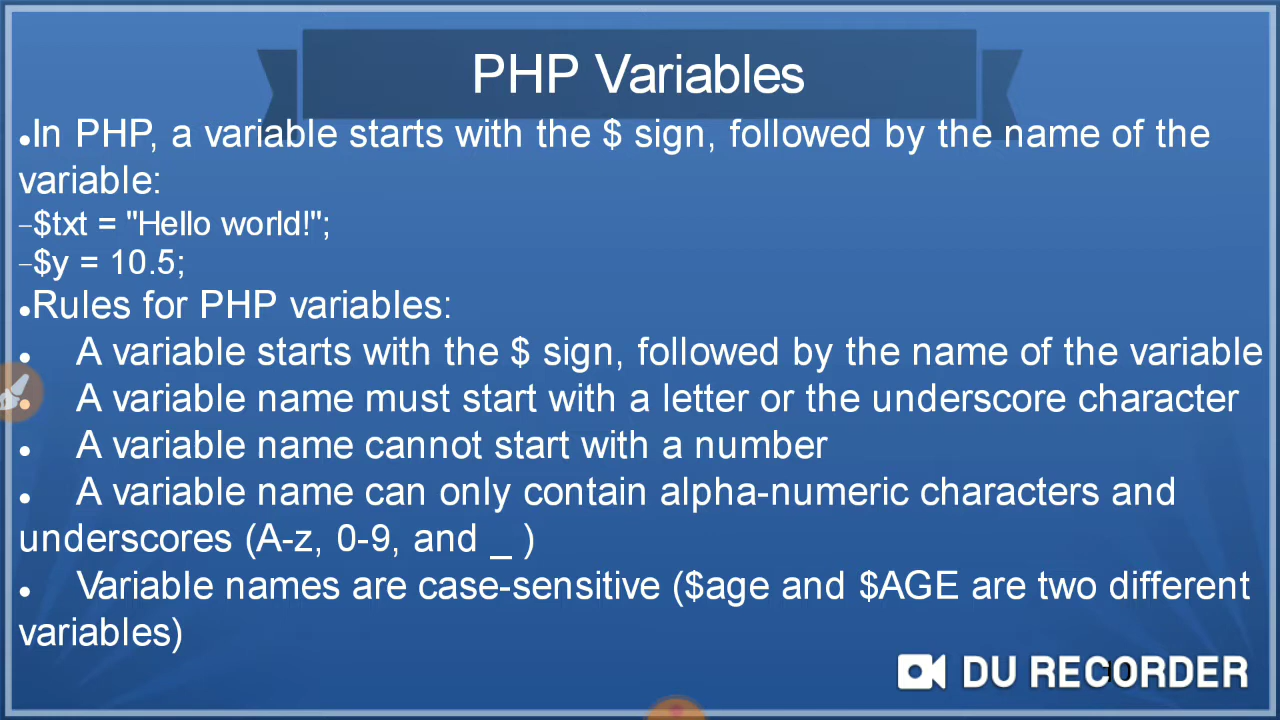 PHP Variables
●In PHP, a variable starts with the $ sign, followed by the name of the
variable:
–$txt = "Hello world!";
–$y = 10.5;
●Rules for PHP variables:
● A variable starts with the $ sign, followed by the name of the variable
● A variable name must start with a letter or the underscore character
● A variable name cannot start with a number
● A variable name can only contain alpha-numeric characters and
underscores (A-z, 0-9, and _ )
● Variable names are case-sensitive ($age and $AGE are two different
variables)
DU RECORDER